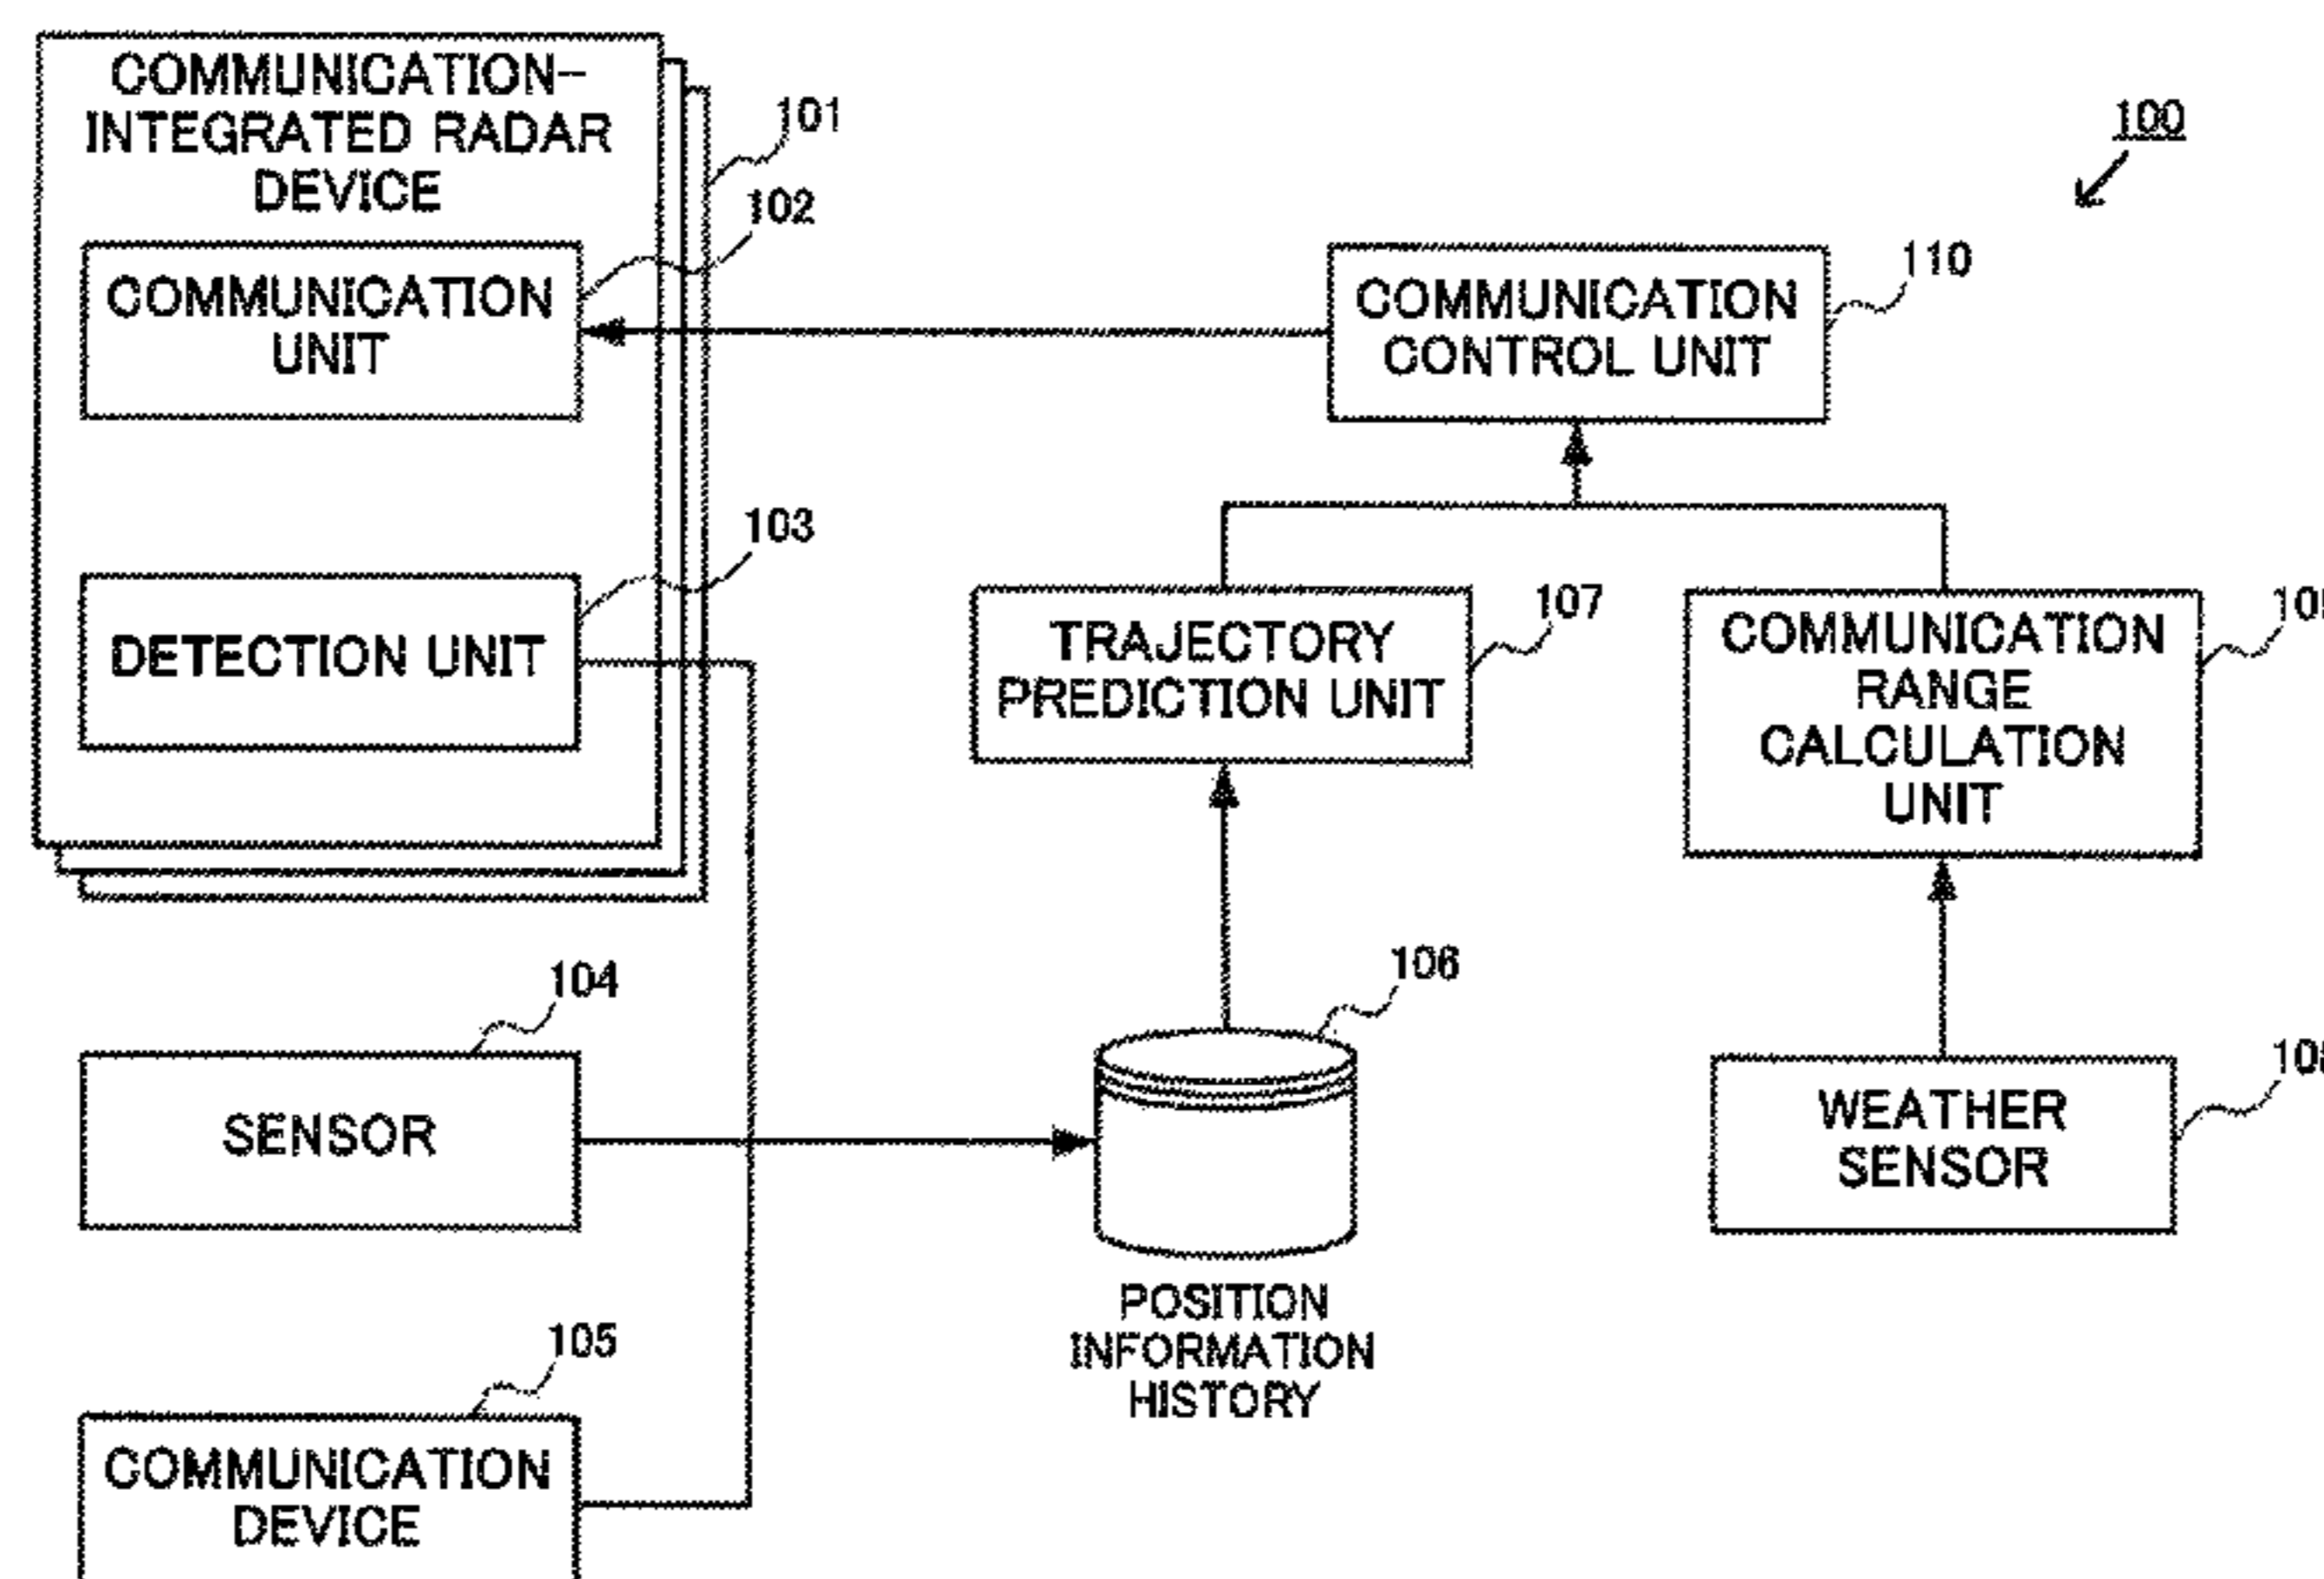 COMMUNICATION-
INTEGRATED RADAR
DEVICE
101
100
102
COMMUNICATION
UNIT
110
COMMUNICATION
CONTROL UNIT
103
DETECTION UNIT
107
TRAJECTORY
PREDICTION UNIT
COMMUNICATION
RANGE
CALCULATION
UNIT
104
SENSOR
106
POSITION
INFORMATION
HISTORY
WEATHER
SENSOR
105
COMMUNICATION
DEVICE